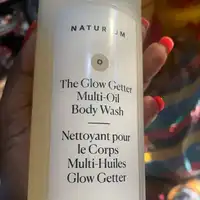 NATURIUM
The Glow Getter
Multi-Oil
Body Wash
Nettoyant pour
le Corps
Multi-Huiles
Glow Getter